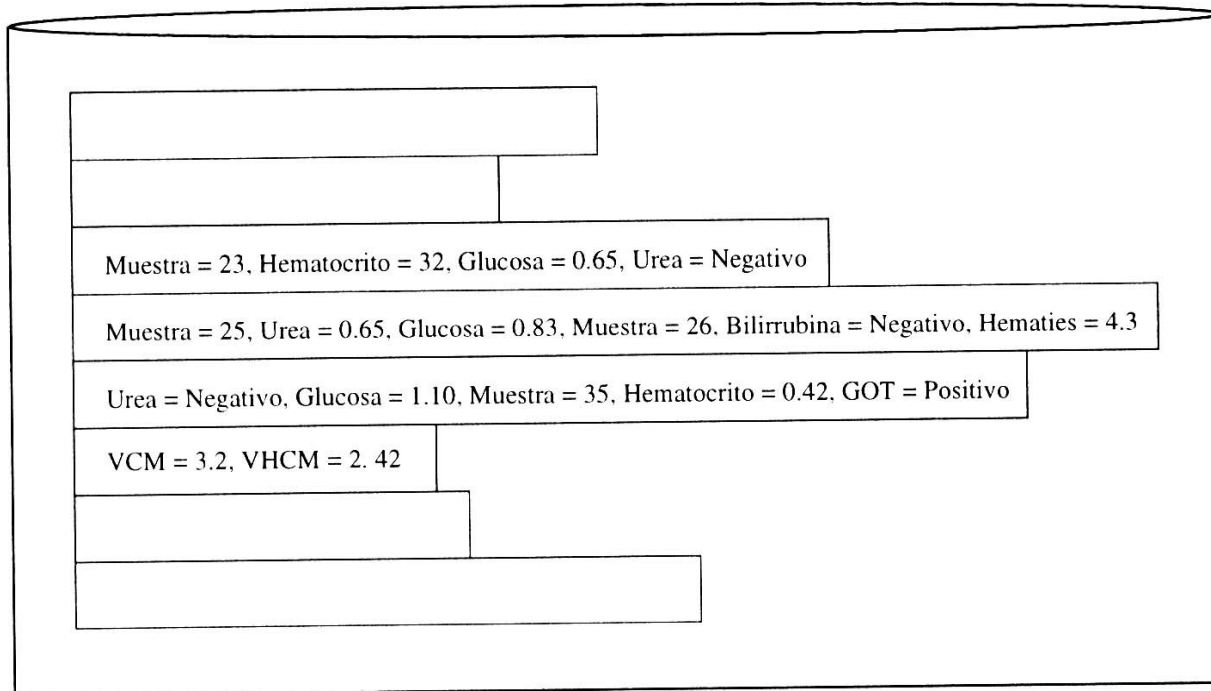 Muestra = 23, Hematocrito = 32, Glucosa = 0.65, Urea = Negativo
Muestra = 25, Urea = 0.65, Glucosa = 0.83, Muestra = 26, Bilirrubina = Negativo, Hematies = 4.3
Urea = Negativo, Glucosa = 1.10, Muestra = 35, Hematocrito = 0.42, GOT = Positivo
VCM = 3.2, VHCM = 2. 42